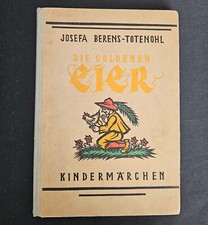 JOSEFA BERENS-TOTENOHL
DIE GOLDENEN
EIER
KINDERMÄRCHEN